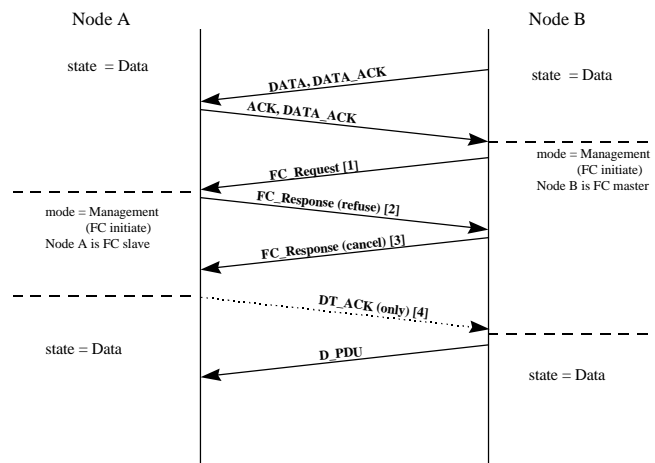 Node A
Node B
state = Data
state = Data
DATA, DATA_ACK
ACK, DATA_ACK
mode = Management
(FC initiate)
Node B is FC master
FC_Request [1]
FC_Response (refuse) [2]
mode = Management
(FC initiate)
Node A is FC slave
FC_Response (cancel) [3]
DT_ACK (only) [4]
state = Data
D_PDU
state = Data